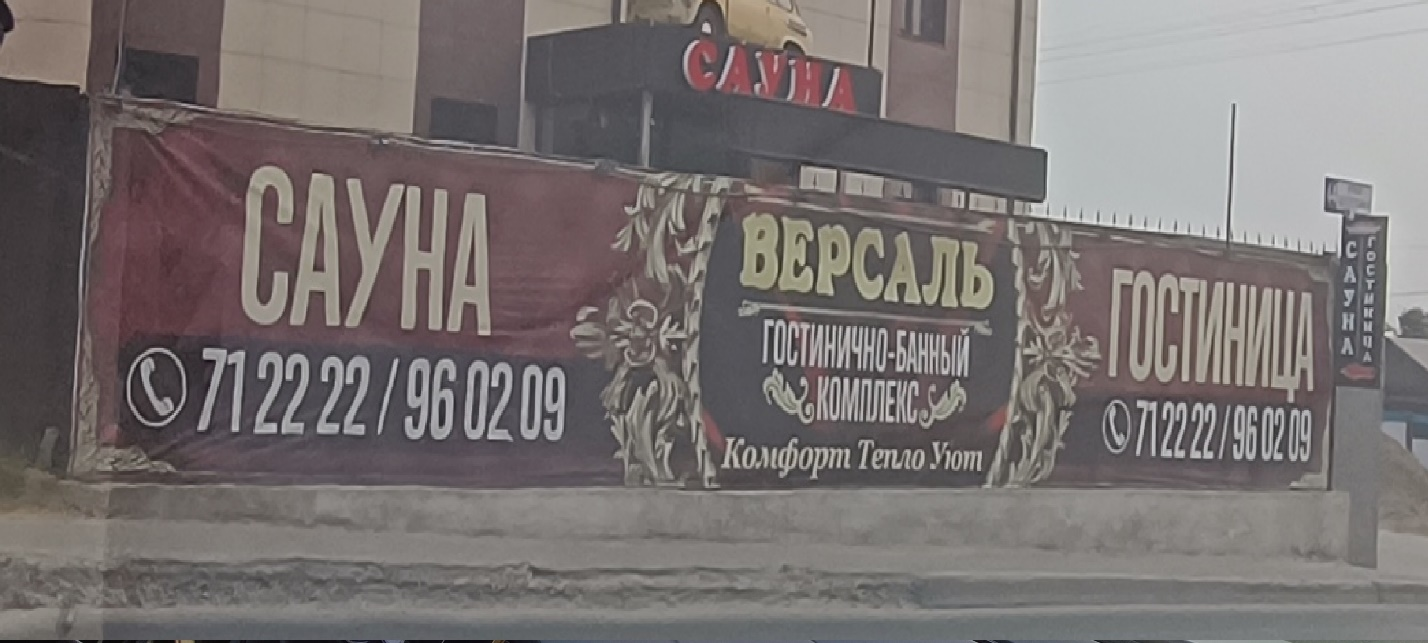 САУНА
САУНА
71 22 22 / 96 02 09
ВЕРСАЛЬ
ГОСТИНИЧНО-БАННЫЙ
КОМПЛЕКС
Комфорт Тепло Уют
ГОСТИНИЦА
71 22 22 / 96 02 09
САУНА
ГОСТИНИЦА